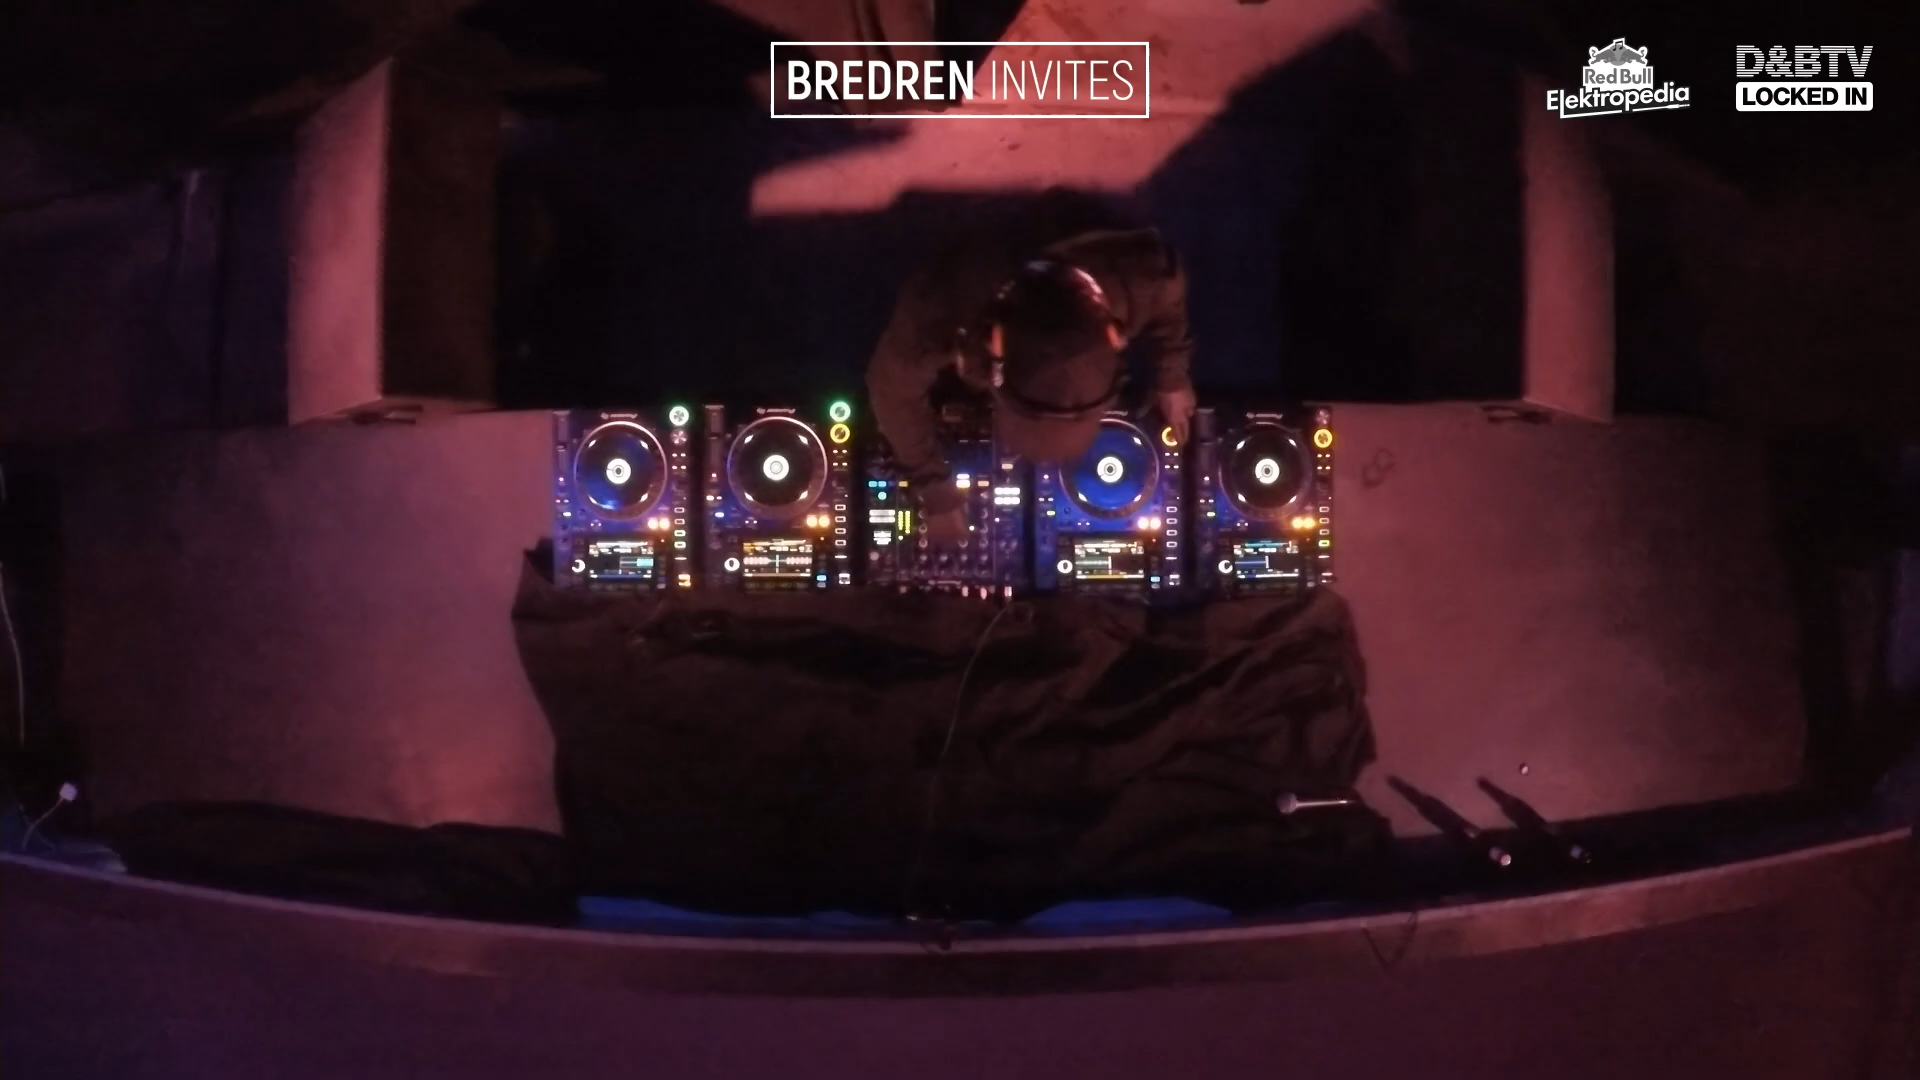 BREDREN INVITES
Red Bull
Elektropedia
D&BTV
LOCKED IN